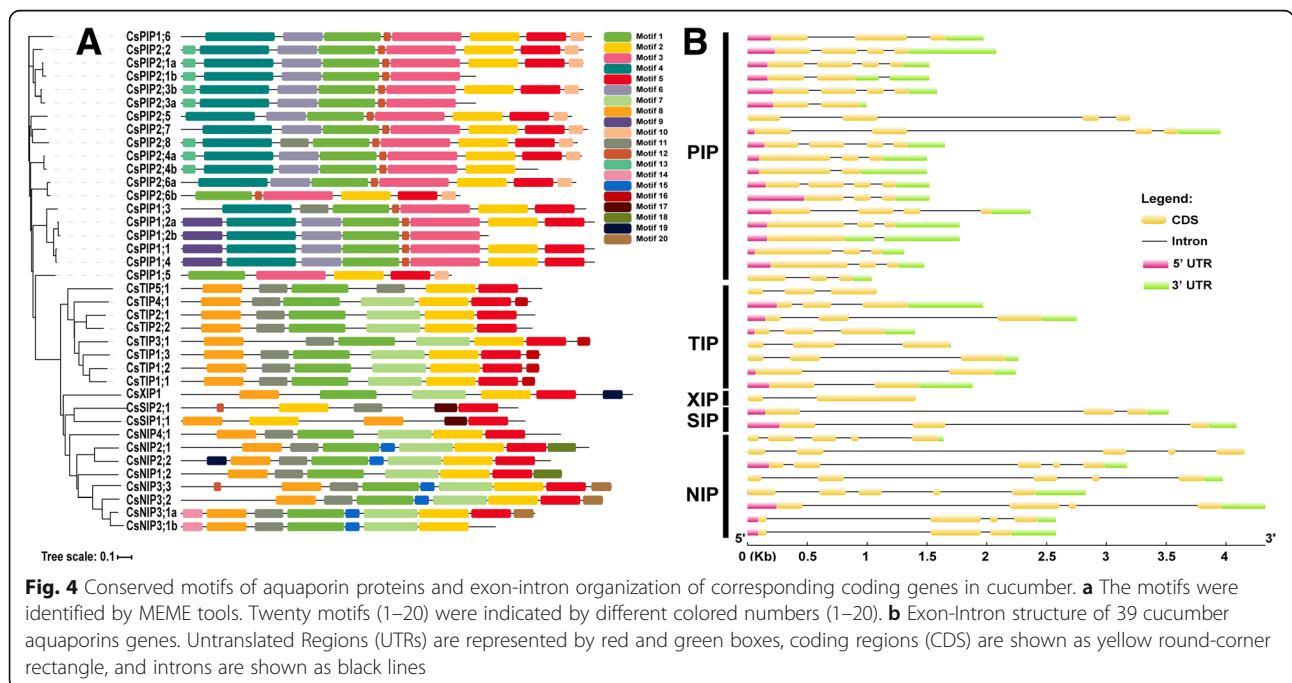 A
B
CsPIP1;6
CsPIP2;2
CsPIP2;1a
CsPIP2;1b
CsPIP2;3b
CsPIP2;3a
CsPIP2;5
CsPIP2;7
CsPIP2;8
CsPIP2;4a
CsPIP2;4b
CsPIP2;6a
CsPIP2;6b
CsPIP1;3
CsPIP1;2a
CsPIP1;2b
CsPIP1;1
CsPIP1;4
CsPIP1;5
CsTIP5;1
CsTIP4;1
CsTIP2;1
CsTIP2;2
CsTIP3;1
CsTIP1;3
CsTIP1;2
CsTIP1;1
CsXIP1
CsSIP2;1
CsSIP1;1
CsNIP4;1
CsNIP2;1
CsNIP2;2
CsNIP1;2
CsNIP3;3
CsNIP3;2
CsNIP3;1a
CsNIP3;1b
Tree scale: 0.1
Motif 1
Motif 2
Motif 3
Motif 4
Motif 5
Motif 6
Motif 7
Motif 8
Motif 9
Motif 10
Motif 11
Motif 12
Motif 13
Motif 14
Motif 15
Motif 16
Motif 17
Motif 18
Motif 19
Motif 20
PIP
TIP
XIP
SIP
NIP
Legend:
CDS
Intron
5' UTR
3' UTR
5' 3'
0 (Kb) 0.5 1 1.5 2 2.5 3 3.5 4
Fig. 4 Conserved motifs of aquaporin proteins and exon-intron organization of corresponding coding genes in cucumber. a The motifs were
identified by MEME tools. Twenty motifs (1–20) were indicated by different colored numbers (1–20). b Exon-Intron structure of 39 cucumber
aquaporins genes. Untranslated Regions (UTRs) are represented by red and green boxes, coding regions (CDS) are shown as yellow round-corner
rectangle, and introns are shown as black lines